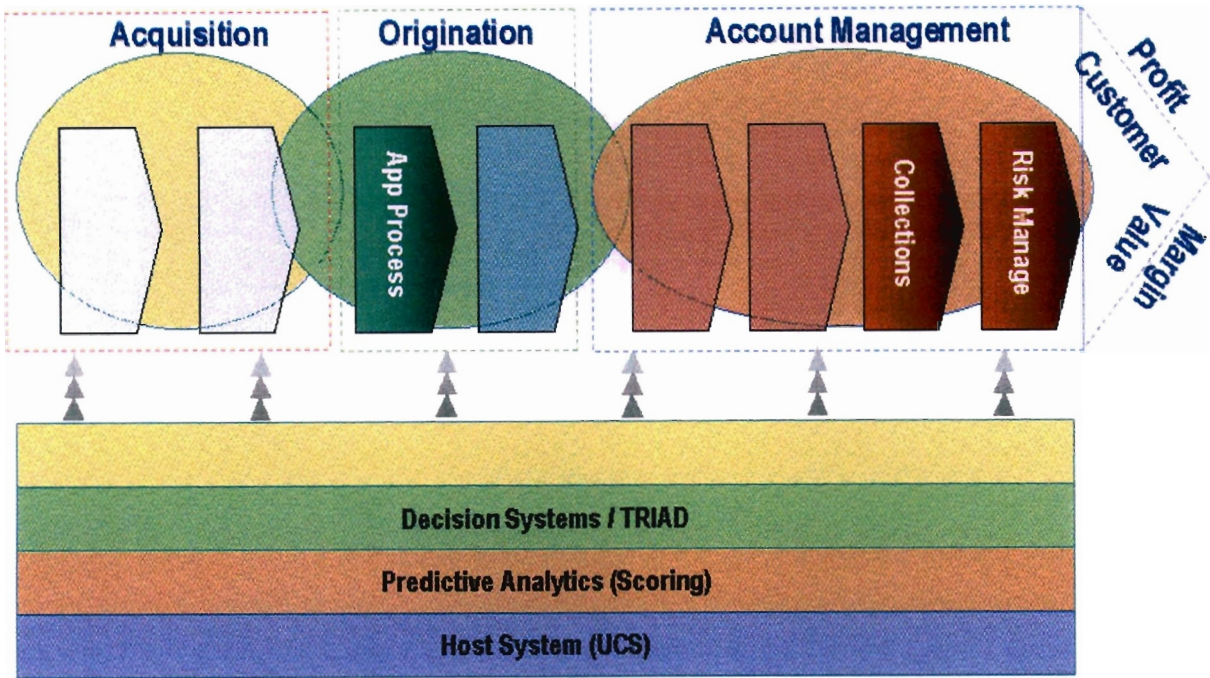 Acquisition
Origination
Account Management
Profit
Customer
Value
Margin
App Process
Collections
Risk Manage
Decision Systems / TRIAD
Predictive Analytics (Scoring)
Host System (UCS)